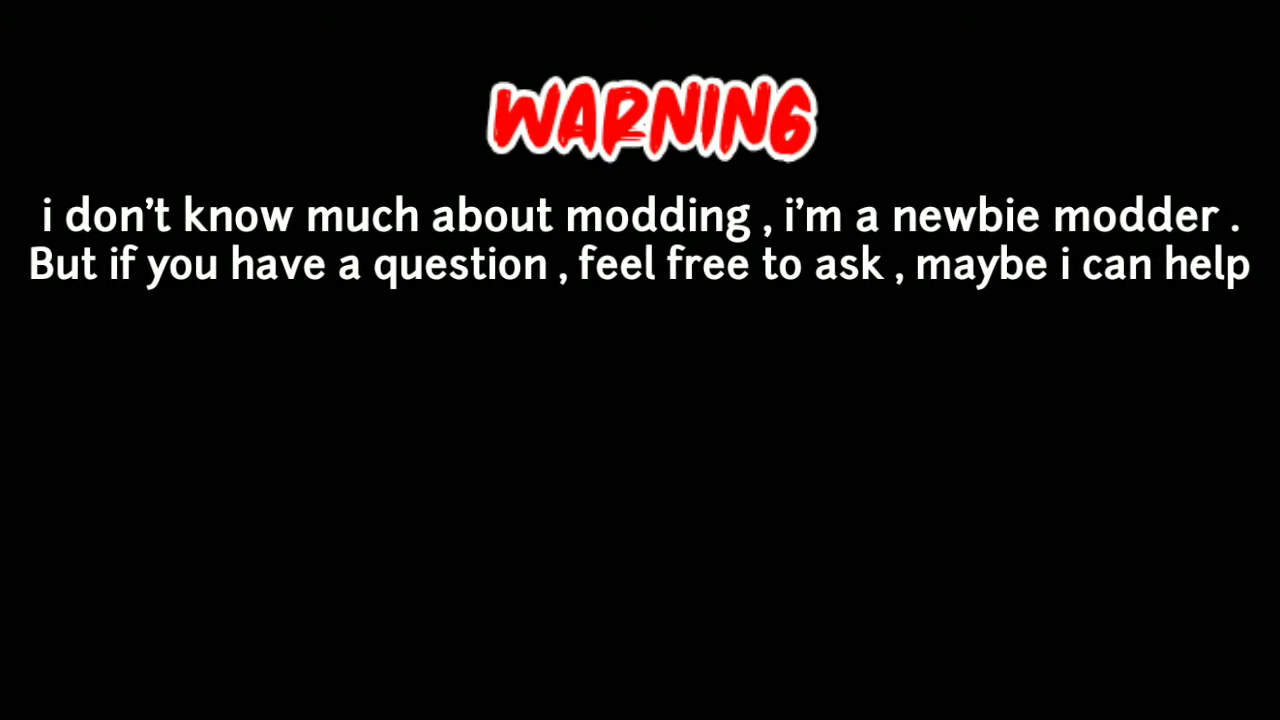 WARNING
i don't know much about modding , i'm a newbie modder .
But if you have a question , feel free to ask , maybe i can help